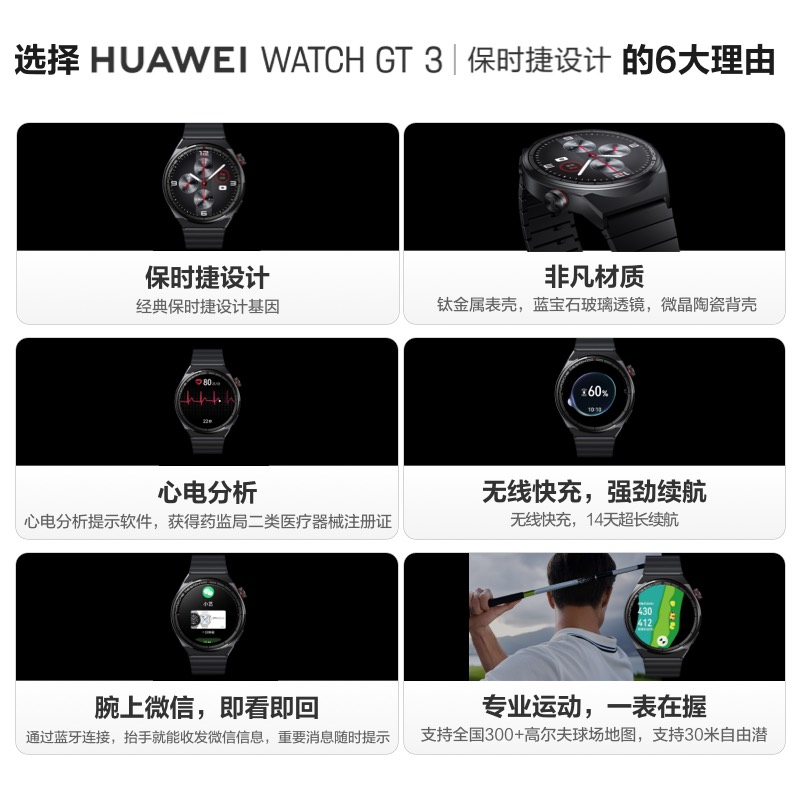 选择 HUAWEI WATCH GT 3 | 保时捷设计 的6大理由
保时捷设计
经典保时捷设计基因
非凡材质
钛金属表壳，蓝宝石玻璃透镜，微晶陶瓷背壳
80
心电分析
心电分析提示软件，获得药监局二类医疗器械注册证
60%
10:10
无线快充，强劲续航
无线快充，14天超长续航
小艺
腕上微信，即看即回
通过蓝牙连接，抬手就能收发微信信息，重要消息随时提示
430
412
专业运动，一表在握
支持全国300+高尔夫球场地图，支持30米自由潜